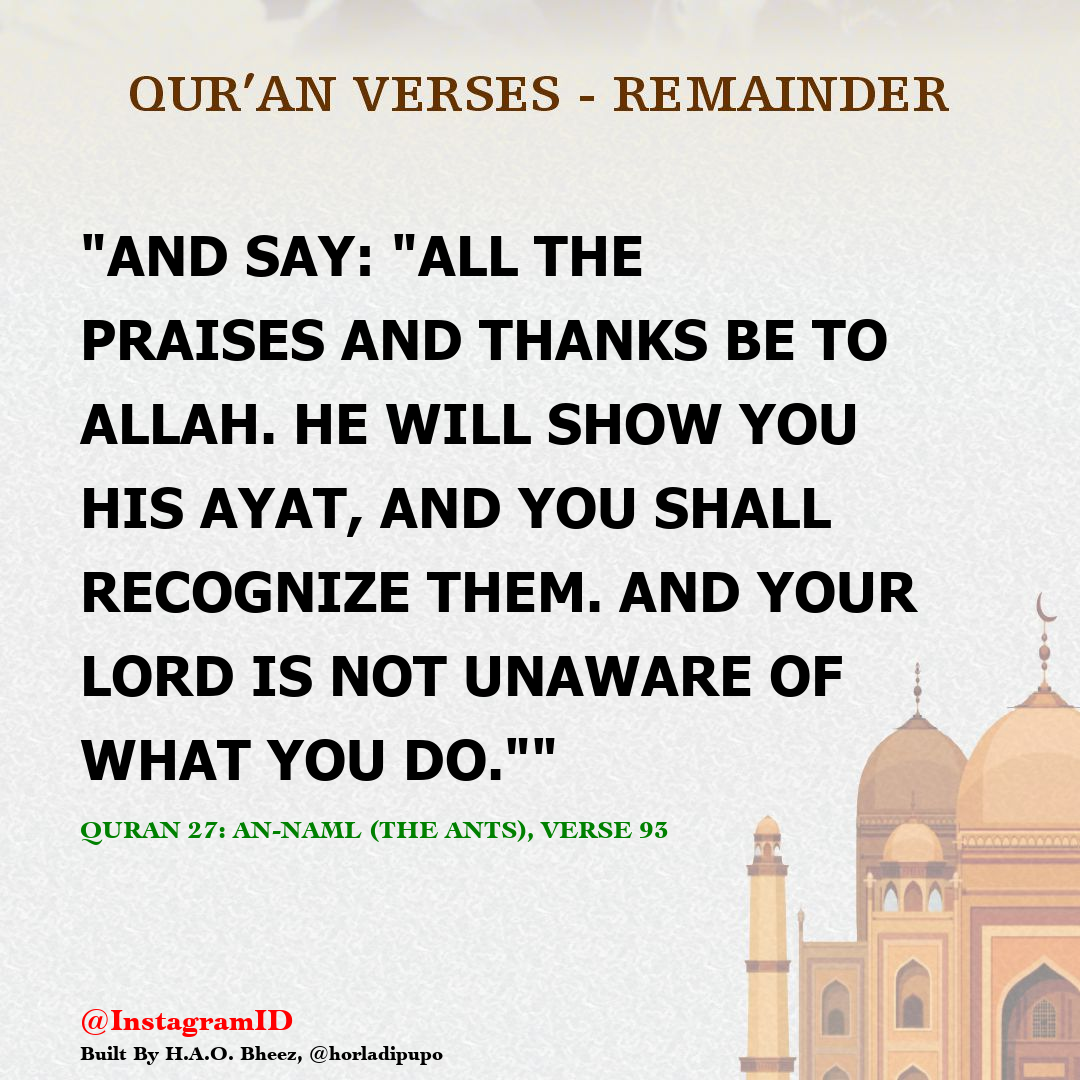 QUR'AN VERSES - REMAINDER
"AND SAY: "ALL THE
PRAISES AND THANKS BE TO
ALLAH. HE WILL SHOW YOU
HIS AYAT, AND YOU SHALL
RECOGNIZE THEM. AND YOUR
LORD IS NOT UNAWARE OF
WHAT YOU DO.""
QURAN 27: AN-NAML (THE ANTS), VERSE 93
@InstagramID
Built By H.A.O. Bheez, @horladipupo